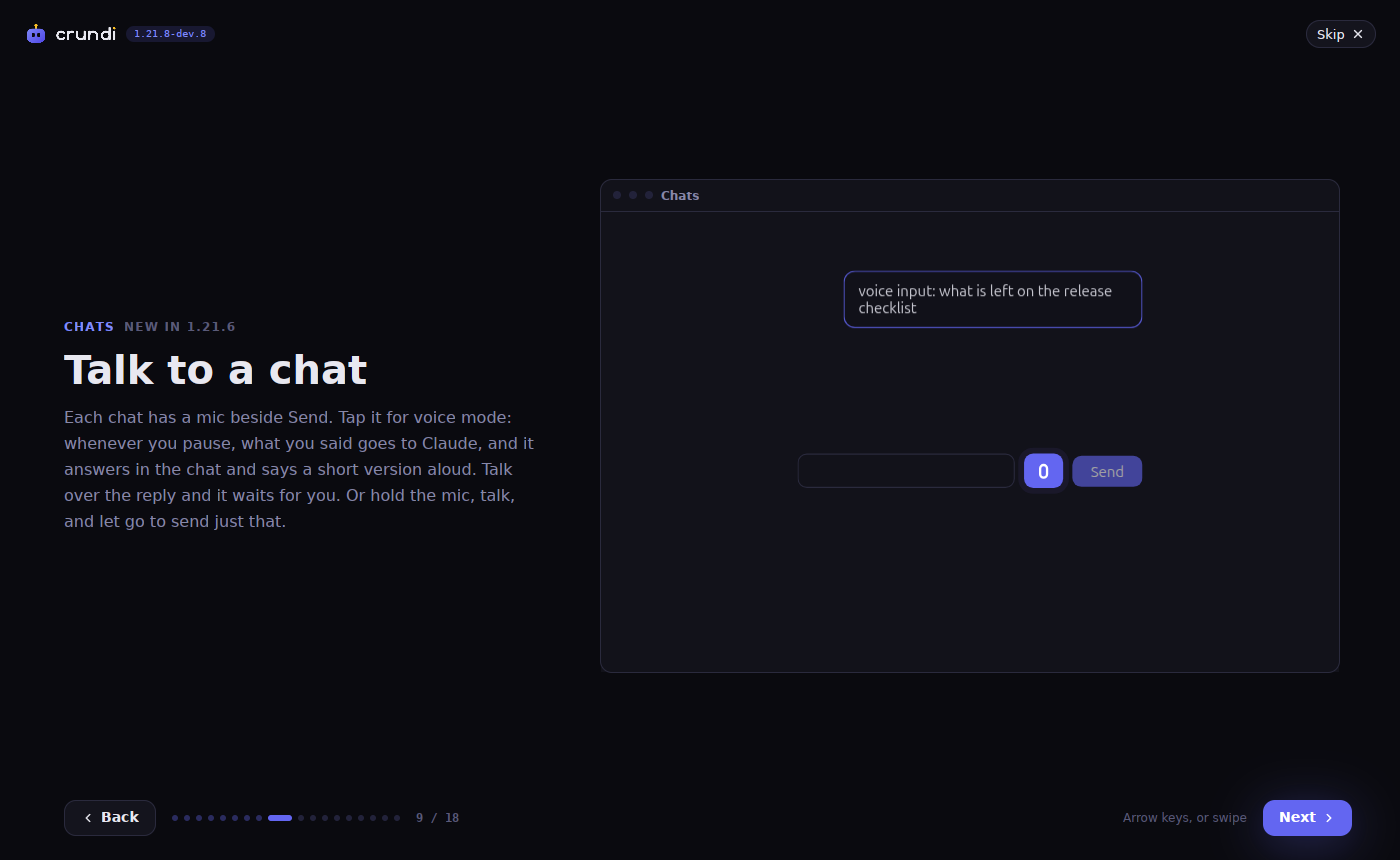 crundi 1.21.8-dev.8
Skip ×
Chats
voice input: what is left on the release
checklist
CHATS NEW IN 1.21.6
Talk to a chat
Each chat has a mic beside Send. Tap it for voice mode:
whenever you pause, what you said goes to Claude, and it
answers in the chat and says a short version aloud. Talk
over the reply and it waits for you. Or hold the mic, talk,
and let go to send just that.
Send
Back
9 / 18
Arrow keys, or swipe
Next